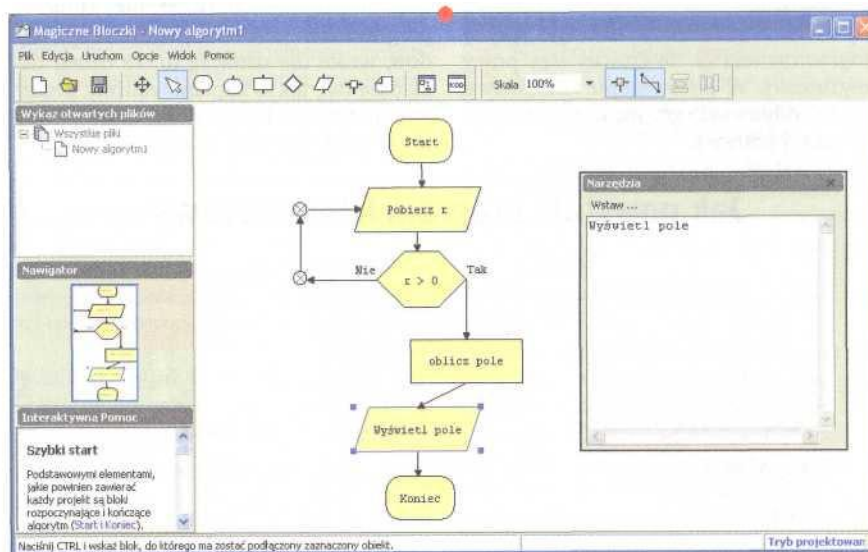 Magiczne Bloczki - Nowy algorytm1
Plik Edycja Uruchom Opcje Widok Pomoc
KOD Skala 100%
Wykaz otwartych plików
Wszystkie pliki
Nowy algorytm1
Nawigator
Interaktywna Pomoc
Szybki start
Podstawowymi elementami,
jakie powinien zawierać
każdy projekt są bloki
rozpoczynające i kończące
algorytm (Start i Koniec).
Start
Pobierz r
Nie
r > 0
Tak
oblicz pole
Wyświetl pole
Koniec
Narzędzia
Wstaw ...
Wyświetl pole
Naciśnij CTRL i wskaż blok, do którego ma zostać podłączony zaznaczony obiekt.
Tryb projektowan